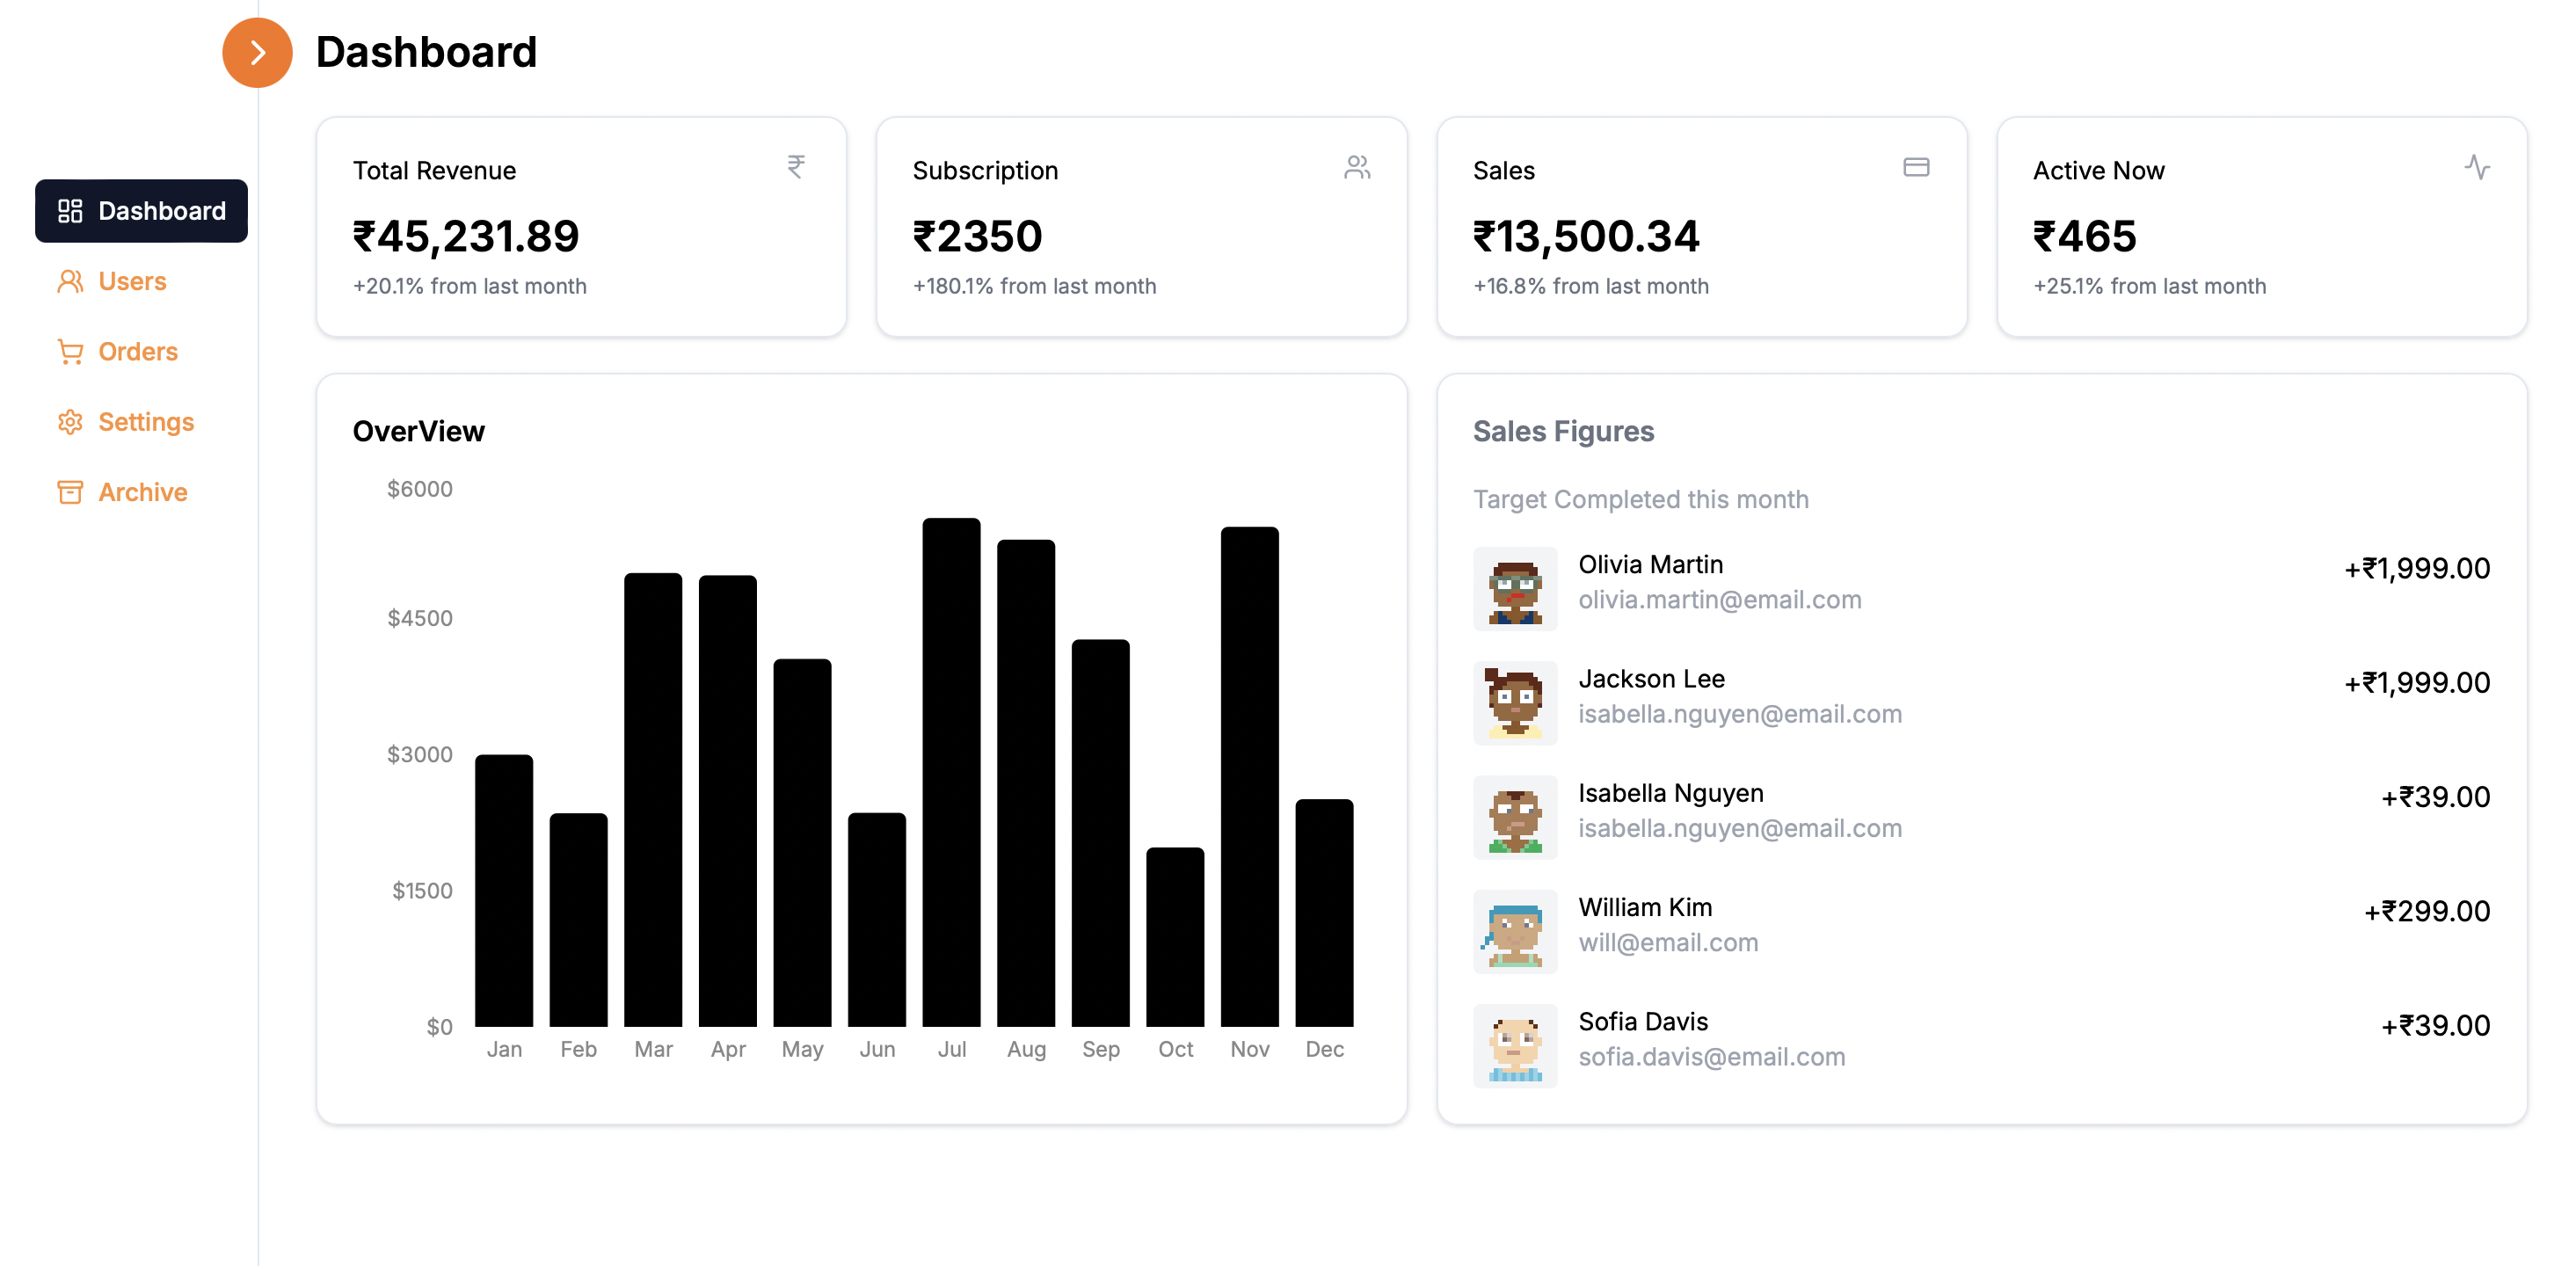 Dashboard
Dashboard
Users
Orders
Settings
Archive
Total Revenue
₹
₹45,231.89
+20.1% from last month
Subscription
₹2350
+180.1% from last month
Sales
₹13,500.34
+16.8% from last month
Active Now
₹465
+25.1% from last month
OverView
$6000
$4500
$3000
$1500
$0
Jan Feb Mar Apr May Jun Jul Aug Sep Oct Nov Dec
Sales Figures
Target Completed this month
Olivia Martin
olivia.martin@email.com
+₹1,999.00
Jackson Lee
isabella.nguyen@email.com
+₹1,999.00
Isabella Nguyen
isabella.nguyen@email.com
+₹39.00
William Kim
will@email.com
+₹299.00
Sofia Davis
sofia.davis@email.com
+₹39.00